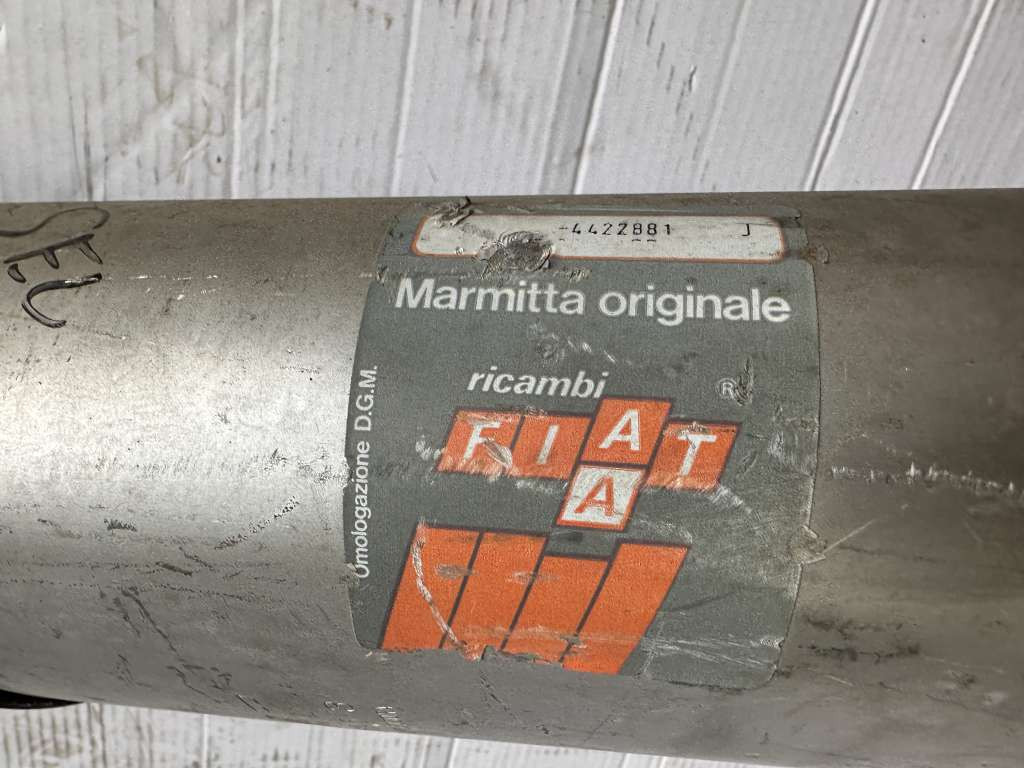 -4422881 J
Marmitta originale
ricambi ®
FIAT
A
Omologazione D.G.M.